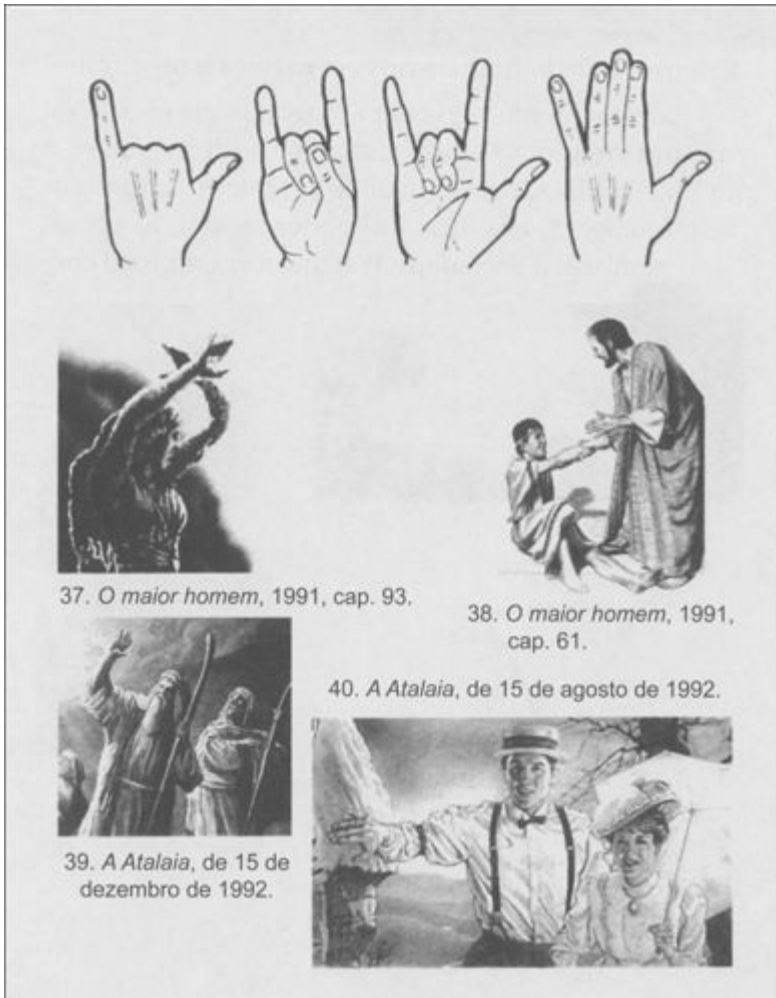 37. O maior homem, 1991, cap. 93.
38. O maior homem, 1991,
cap. 61.
40. A Atalaia, de 15 de agosto de 1992.
39. A Atalaia, de 15 de
dezembro de 1992.